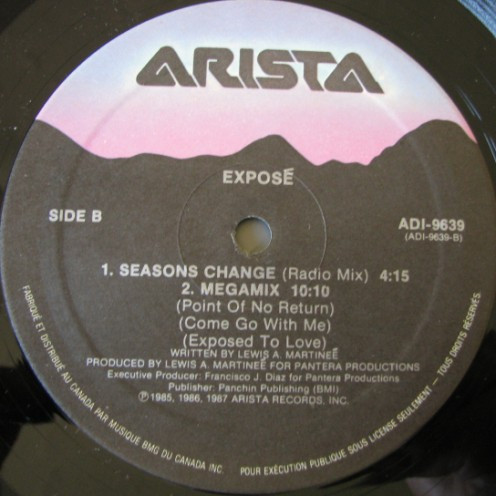 ARISTA
EXPOSÉ
SIDE B
ADI-9639
(ADI-9639-B)
1. SEASONS CHANGE (Radio Mix) 4:15
2. MEGAMIX 10:10
(Point Of No Return)
(Come Go With Me)
(Exposed To Love)
WRITTEN BY LEWIS A. MARTINEÉ
PRODUCED BY LEWIS A. MARTINEÉ FOR PANTERA PRODUCTIONS
Executive Producer: Francisco J. Diaz for Pantera Productions
Publisher: Panchin Publishing (BMI)
℗ 1985, 1986, 1987 ARISTA RECORDS, INC.
FABRIQUÉ ET DISTRIBUÉ AU CANADA PAR MUSIQUE BMG DU CANADA INC. POUR EXÉCUTION PUBLIQUE SOUS LICENSE SEULEMENT — TOUS DROITS RÉSERVÉS.